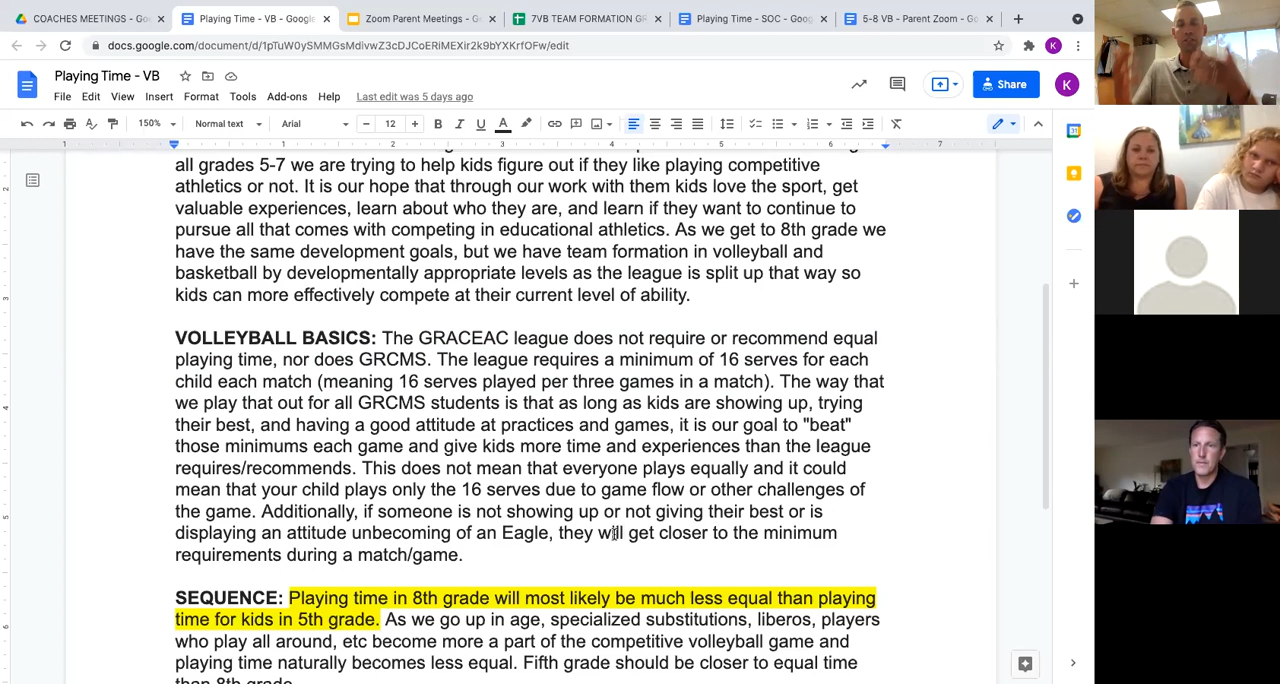 COACHES MEETINGS - Go
Playing Time - VB - Google
Zoom Parent Meetings - G
7VB TEAM FORMATION GR
Playing Time - SOC - Goog
5-8 VB - Parent Zoom - Go
docs.google.com/document/d/1pTuW0ySMMGsMdivwZ3cDJCoERiMEXir2k9bYXKrfOFw/edit
K
Playing Time - VB
File Edit View Insert Format Tools Addons Help Last edit was 5 days ago
Share
K
150% Normal text Arial 12 B I U A
1 1 2 3 4 5 6 7
all grades 5-7 we are trying to help kids figure out if they like playing competitive
athletics or not. It is our hope that through our work with them kids love the sport, get
valuable experiences, learn about who they are, and learn if they want to continue to
pursue all that comes with competing in educational athletics. As we get to 8th grade we
have the same development goals, but we have team formation in volleyball and
basketball by developmentally appropriate levels as the league is split up that way so
kids can more effectively compete at their current level of ability.
VOLLEYBALL BASICS: The GRACEAC league does not require or recommend equal
playing time, nor does GRCMS. The league requires a minimum of 16 serves for each
child each match (meaning 16 serves played per three games in a match). The way that
we play that out for all GRCMS students is that as long as kids are showing up, trying
their best, and having a good attitude at practices and games, it is our goal to "beat"
those minimums each game and give kids more time and experiences than the league
requires/recommends. This does not mean that everyone plays equally and it could
mean that your child plays only the 16 serves due to game flow or other challenges of
the game. Additionally, if someone is not showing up or not giving their best or is
displaying an attitude unbecoming of an Eagle, they will get closer to the minimum
requirements during a match/game.
SEQUENCE: Playing time in 8th grade will most likely be much less equal than playing
time for kids in 5th grade. As we go up in age, specialized substitutions, liberos, players
who play all around, etc become more a part of the competitive volleyball game and
playing time naturally becomes less equal. Fifth grade should be closer to equal time
than 8th grade.